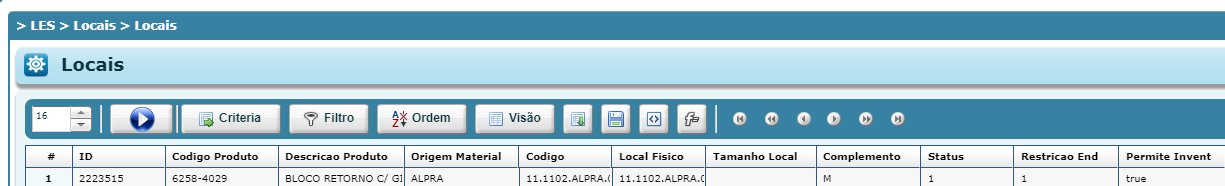 > LES > Locais > Locais
Locais
16 Criteria Filtro Ordem Visão
# ID Codigo Produto Descricao Produto Origem Material Codigo Local Fisico Tamanho Local Complemento Status Restricao End Permite Invent
1 2223515 6258-4029 BLOCO RETORNO C/ GI ALPRA 11.1102.ALPRA.( 11.1102.ALPRA.( M 1 1 true